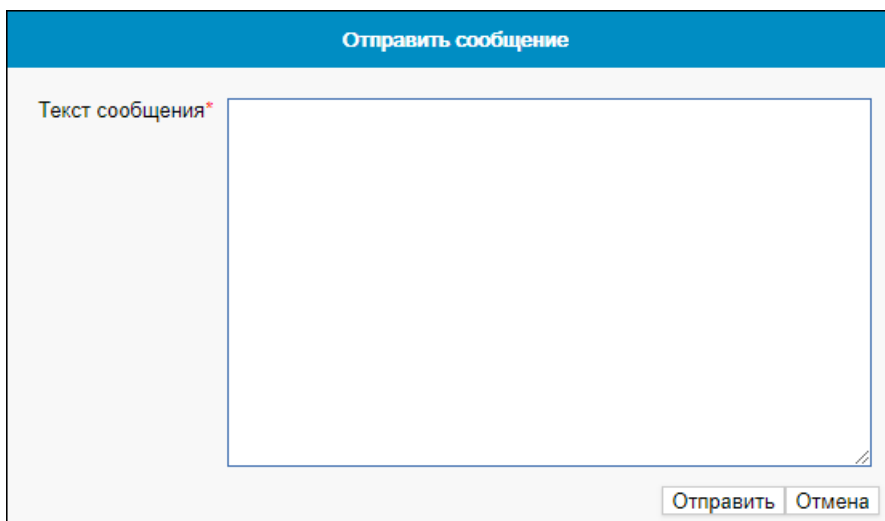 Отправить сообщение
Текст сообщения*
Отправить Отмена